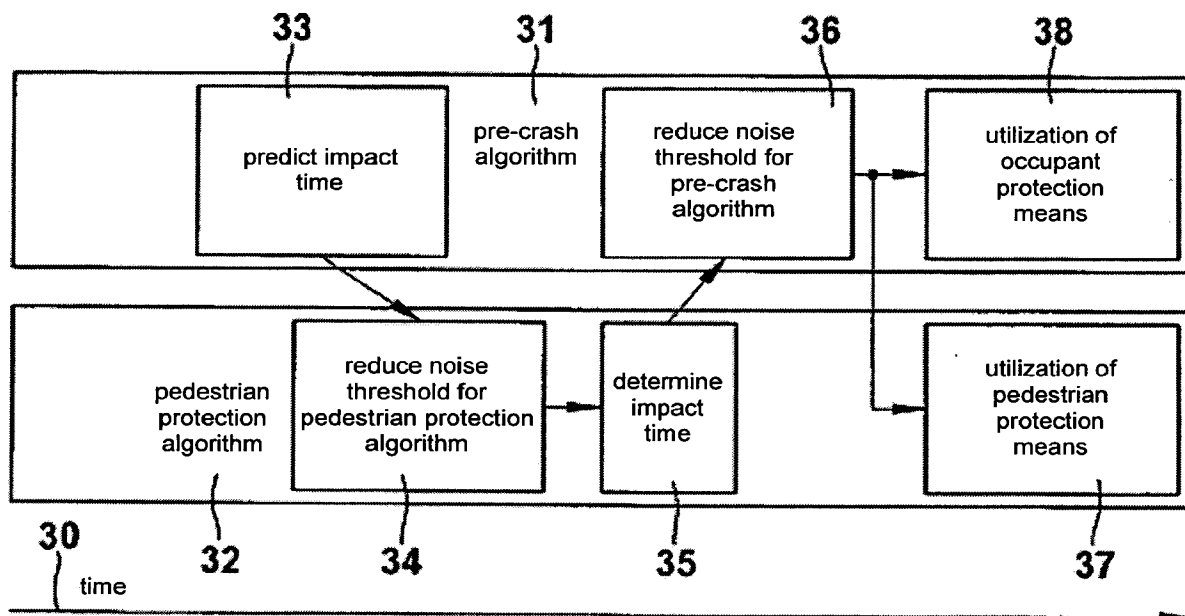 33
31
36
38
predict impact
time
pre-crash
algorithm
reduce noise
threshold for
pre-crash
algorithm
utilization of
occupant
protection
means
pedestrian
protection
algorithm
reduce noise
threshold for
pedestrian protection
algorithm
determine
impact
time
utilization of
pedestrian
protection
means
30
32
34
35
37
time